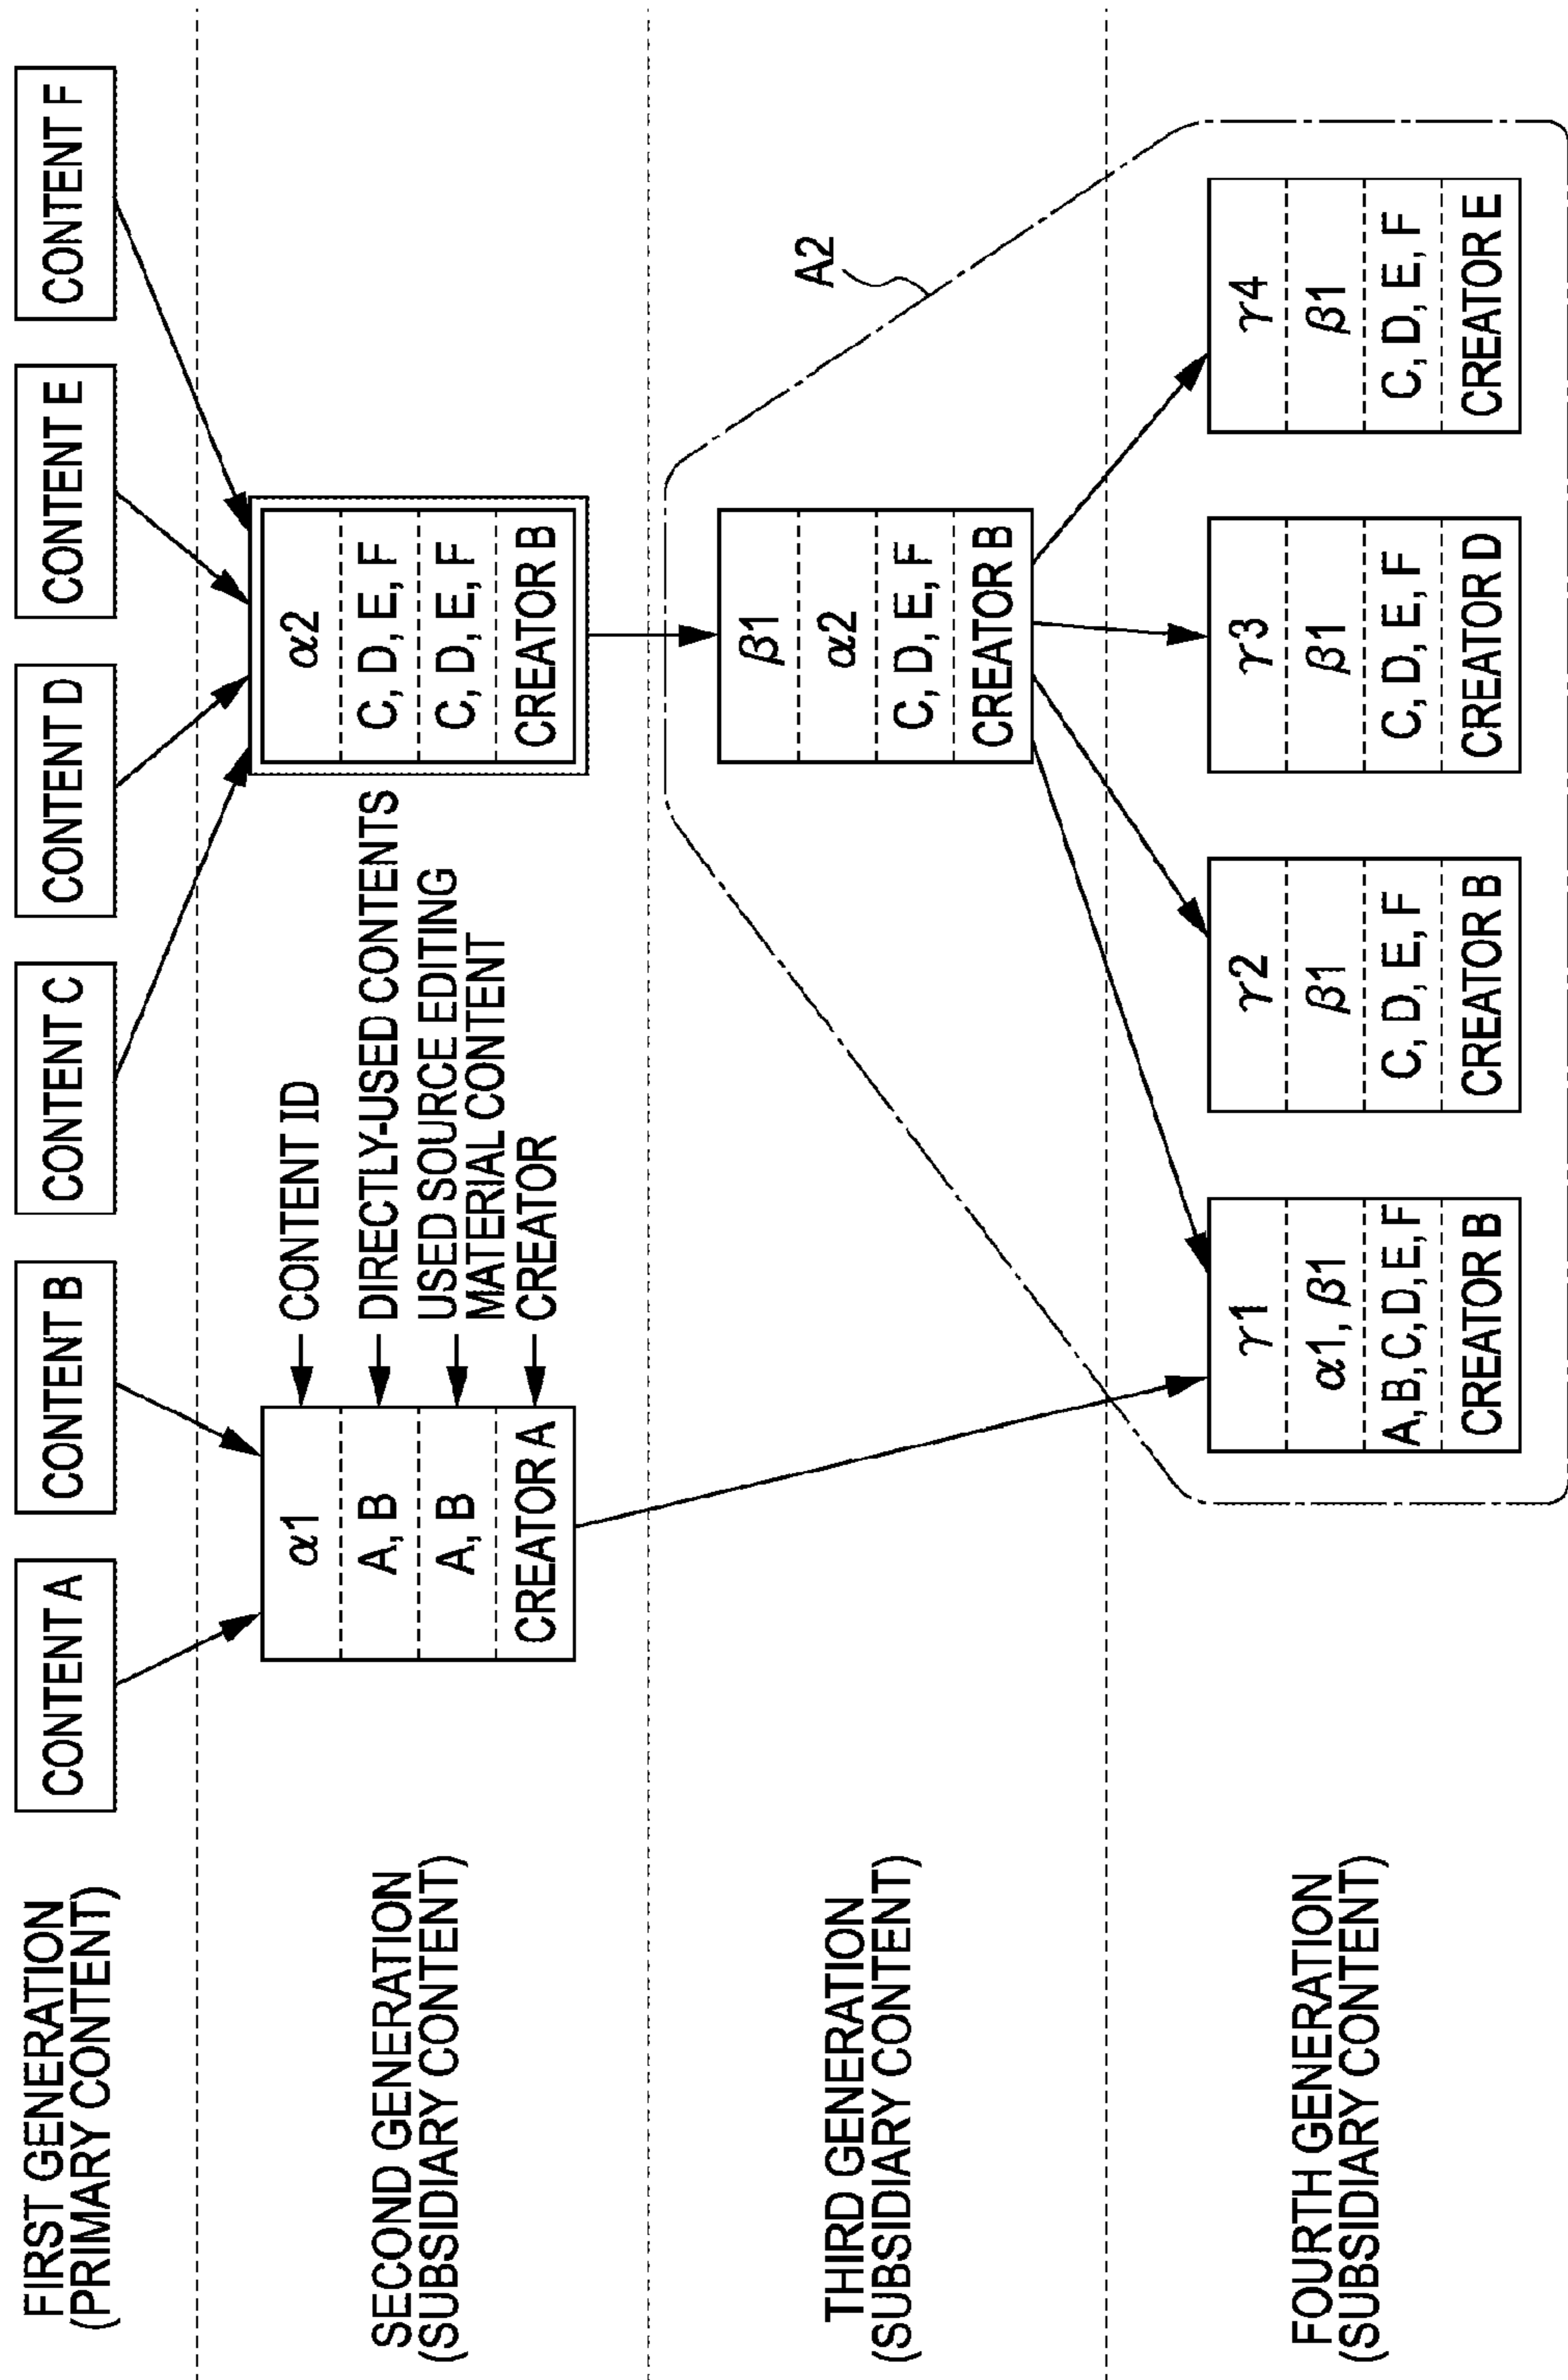 FIRST GENERATION
(PRIMARY CONTENT)
CONTENT A
CONTENT B
CONTENT C
CONTENT D
CONTENT E
CONTENT F
SECOND GENERATION
(SUBSIDIARY CONTENT)
α1
A, B
A, B
CREATOR A
CONTENT ID
DIRECTLY-USED CONTENTS
USED SOURCE EDITING
MATERIAL CONTENT
CREATOR
α2
C, D, E, F
C, D, E, F
CREATOR B
THIRD GENERATION
(SUBSIDIARY CONTENT)
β1
α2
C, D, E, F
CREATOR B
A2
FOURTH GENERATION
(SUBSIDIARY CONTENT)
γ1
α1, β1
A, B, C, D, E, F
CREATOR B
γ2
β1
C, D, E, F
CREATOR B
γ3
β1
C, D, E, F
CREATOR D
γ4
β1
C, D, E, F
CREATOR E